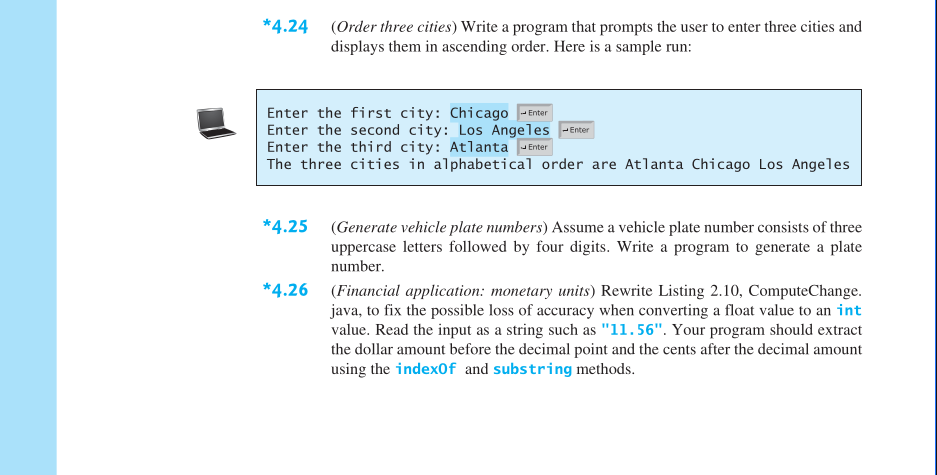 *4.24 (Order three cities) Write a program that prompts the user to enter three cities and
displays them in ascending order. Here is a sample run:
Enter the first city: Chicago ↵Enter
Enter the second city: Los Angeles ↵Enter
Enter the third city: Atlanta ↵Enter
The three cities in alphabetical order are Atlanta Chicago Los Angeles
*4.25 (Generate vehicle plate numbers) Assume a vehicle plate number consists of three
uppercase letters followed by four digits. Write a program to generate a plate
number.
*4.26 (Financial application: monetary units) Rewrite Listing 2.10, ComputeChange.
java, to fix the possible loss of accuracy when converting a float value to an int
value. Read the input as a string such as "11.56". Your program should extract
the dollar amount before the decimal point and the cents after the decimal amount
using the indexOf and substring methods.